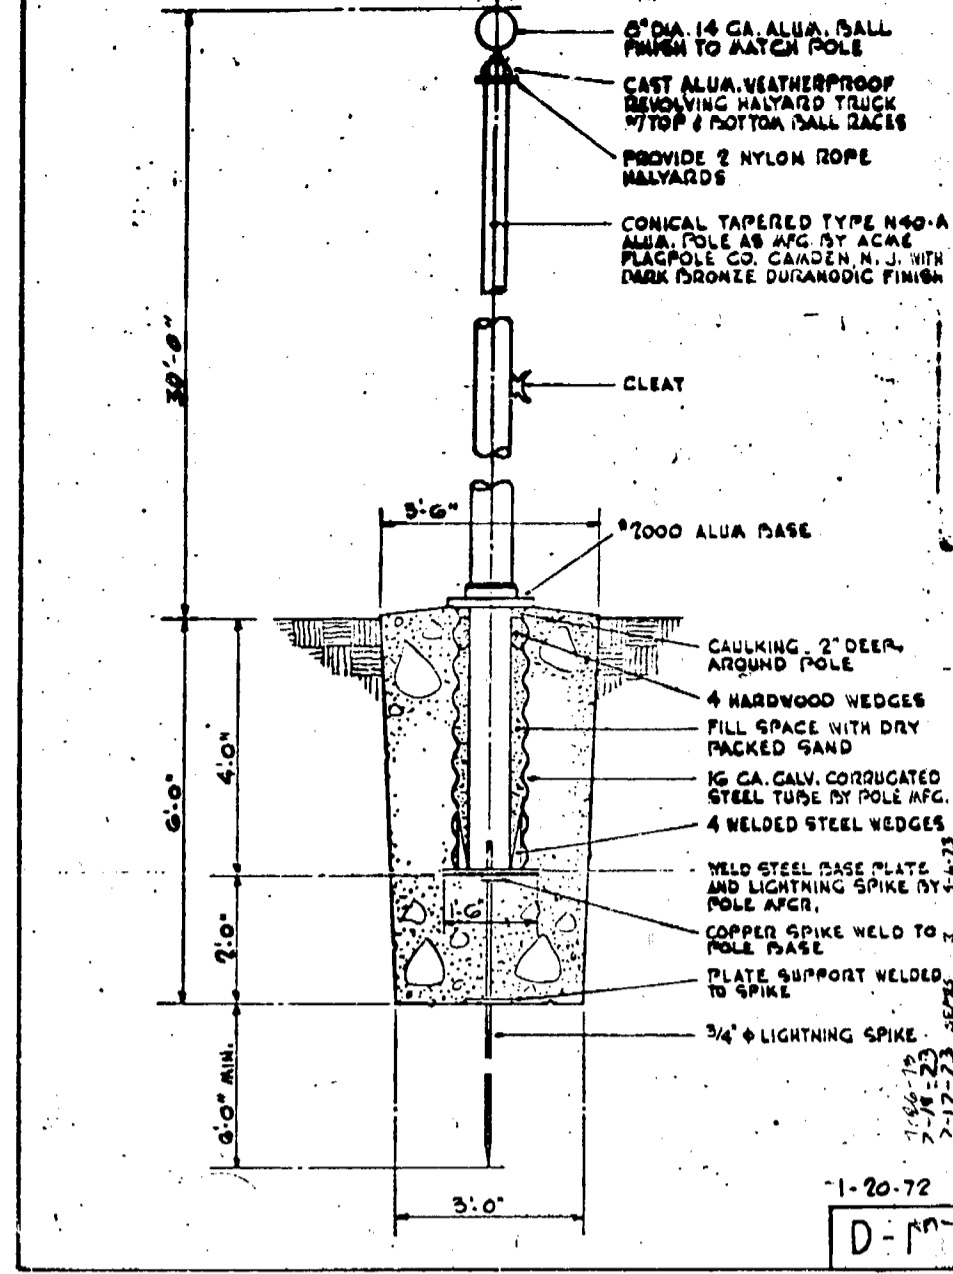 8" DIA. 14 GA. ALUM. BALL
FINISH TO MATCH POLE
CAST ALUM. WEATHERPROOF
REVOLVING HALYARD TRUCK
W/TOP & BOTTOM BALL RACES
PROVIDE 2 NYLON ROPE
HALYARDS
CONICAL TAPERED TYPE N40-A
ALUM. POLE AS MFG. BY ACME
FLAGPOLE CO. CAMDEN, N. J. WITH
DARK BRONZE DURANODIC FINISH
30'-0"
CLEAT
3'-6"
#2000 ALUM BASE
CAULKING - 2" DEEP,
AROUND POLE
4 HARDWOOD WEDGES
FILL SPACE WITH DRY
PACKED SAND
16 GA. GALV. CORRUGATED
STEEL TUBE BY POLE MFG.
4 WELDED STEEL WEDGES
4'-0"
6'-0"
WELD STEEL BASE PLATE
AND LIGHTNING SPIKE BY
POLE MFGR.
COPPER SPIKE WELD TO
POLE BASE
2'-0"
PLATE SUPPORT WELDED
TO SPIKE
3/4" ϕ LIGHTNING SPIKE
MIN.
3'-0"
7-17-73
1-20-72
D-1